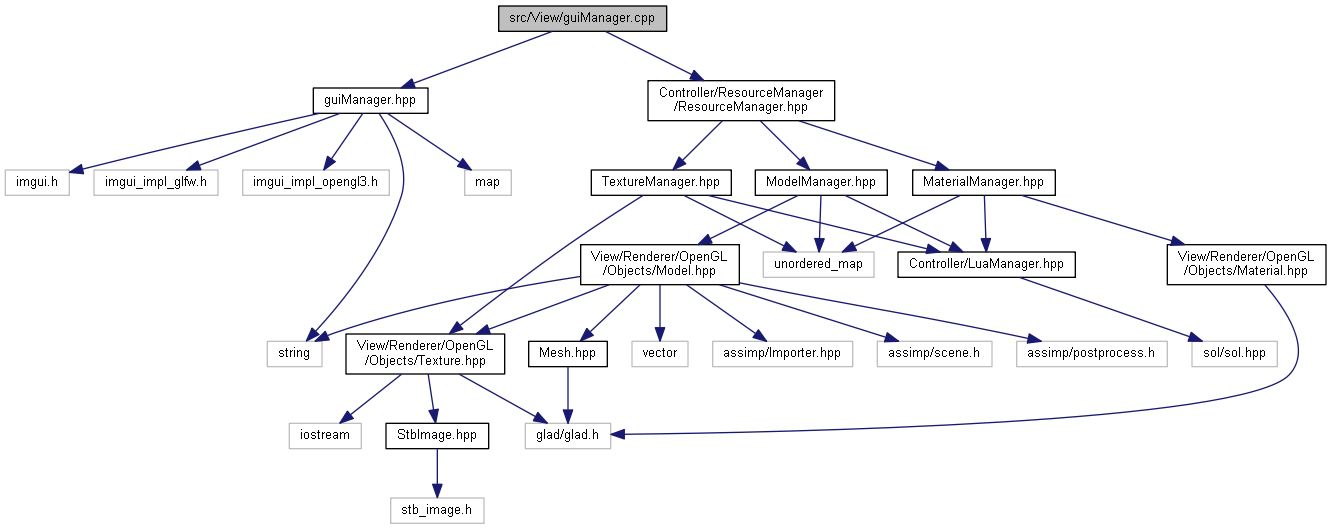 src/View/guiManager.cpp
guiManager.hpp
Controller/ResourceManager
/ResourceManager.hpp
imgui.h
imgui_impl_glfw.h
imgui_impl_opengl3.h
map
TextureManager.hpp
ModelManager.hpp
MaterialManager.hpp
View/Renderer/OpenGL
/Objects/Model.hpp
unordered_map
Controller/LuaManager.hpp
View/Renderer/OpenGL
/Objects/Material.hpp
string
View/Renderer/OpenGL
/Objects/Texture.hpp
Mesh.hpp
vector
assimp/Importer.hpp
assimp/scene.h
assimp/postprocess.h
sol/sol.hpp
iostream
StbImage.hpp
glad/glad.h
stb_image.h